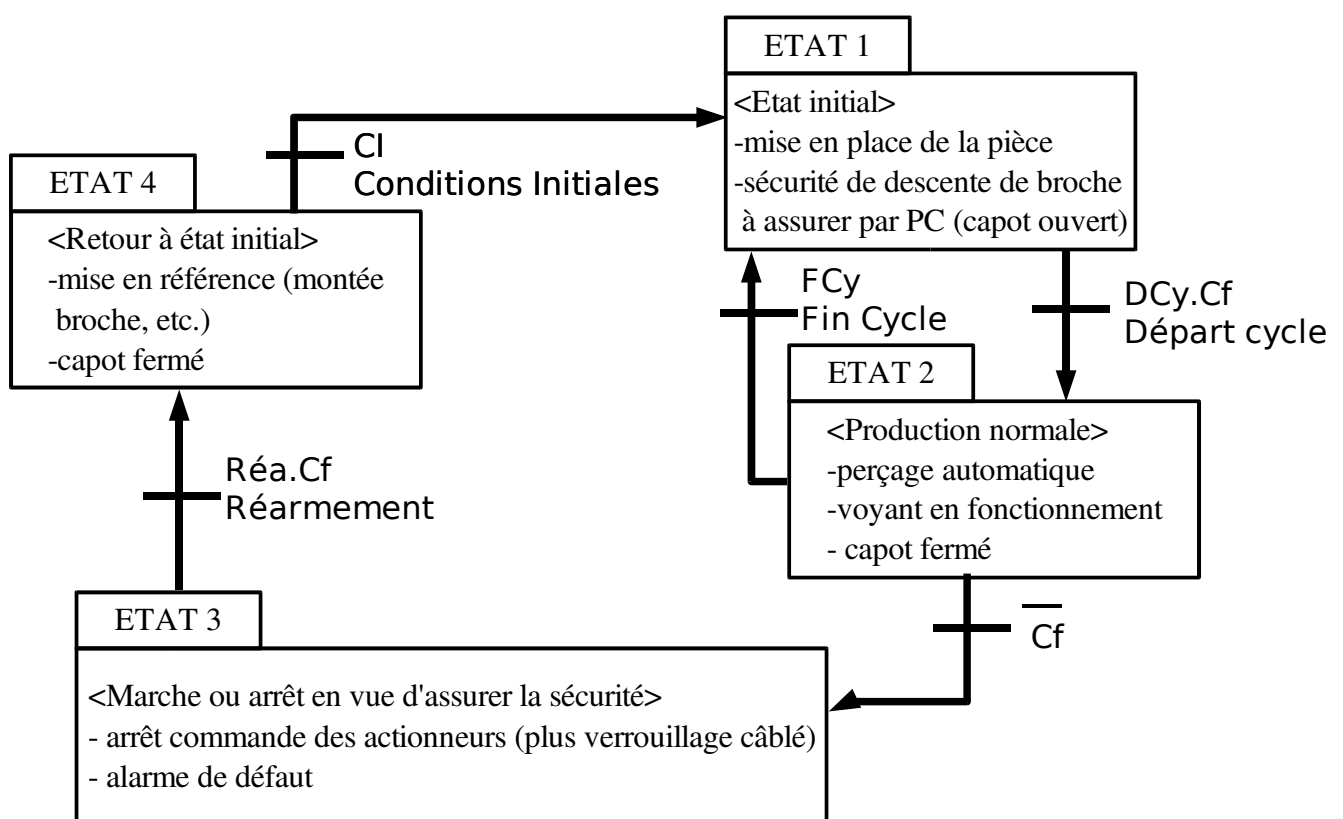 ETAT 1
<Etat initial>
-mise en place de la pièce
-sécurité de descente de broche
à assurer par PC (capot ouvert)
CI
Conditions Initiales
ETAT 4
<Retour à état initial>
-mise en référence (montée
broche, etc.)
-capot fermé
FCy
Fin Cycle
DCy.Cf
Départ cycle
ETAT 2
<Production normale>
-perçage automatique
-voyant en fonctionnement
- capot fermé
Réa.Cf
Réarmement
C̅f̅
ETAT 3
<Marche ou arrêt en vue d'assurer la sécurité>
- arrêt commande des actionneurs (plus verrouillage câblé)
- alarme de défaut